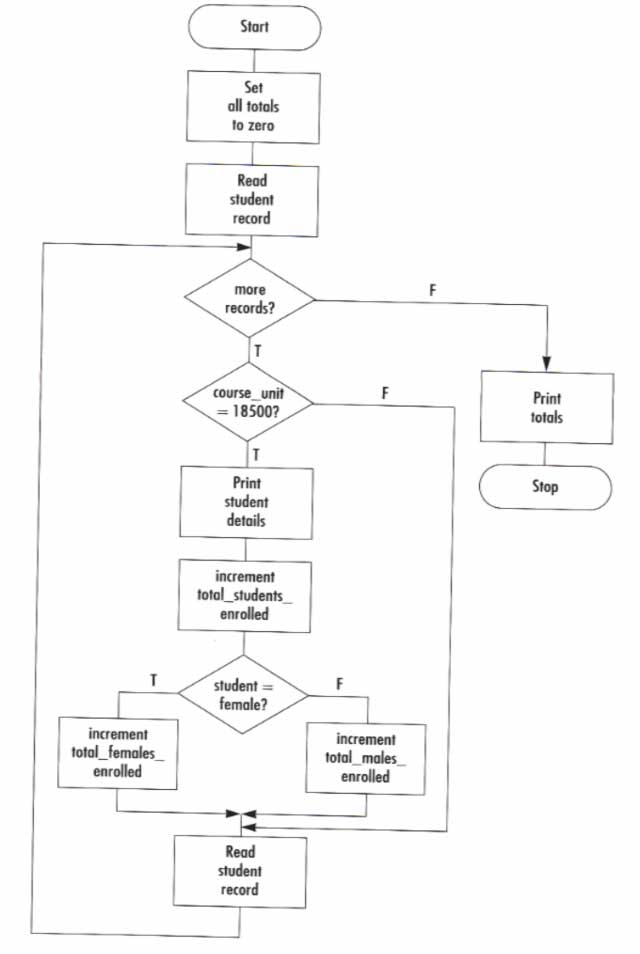 Start
Set
all totals
to zero
Read
student
record
more
records?
F
T
course_unit
= 18500?
F
T
Print
totals
Stop
Print
student
details
increment
total_students_
enrolled
student =
female?
T
F
increment
total_females_
enrolled
increment
total_males_
enrolled
Read
student
record